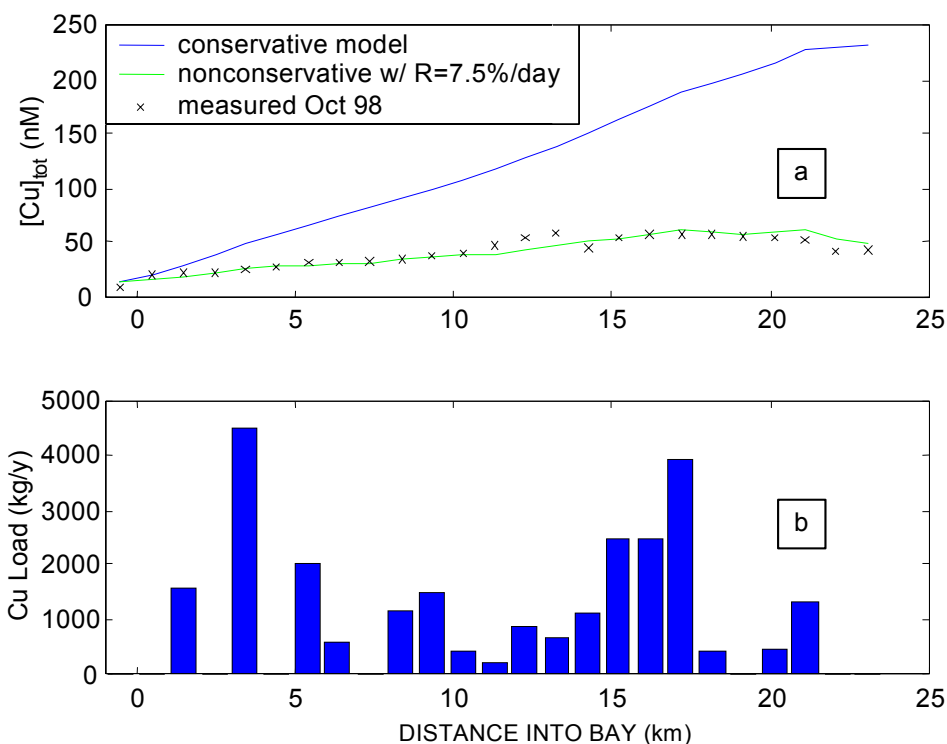 250
200
150
100
50
0
[Cu]tot (nM)
conservative model
nonconservative w/ R=7.5%/day
× measured Oct 98
a
0 5 10 15 20 25
5000
4000
3000
2000
1000
0
Cu Load (kg/y)
b
0 5 10 15 20 25
DISTANCE INTO BAY (km)